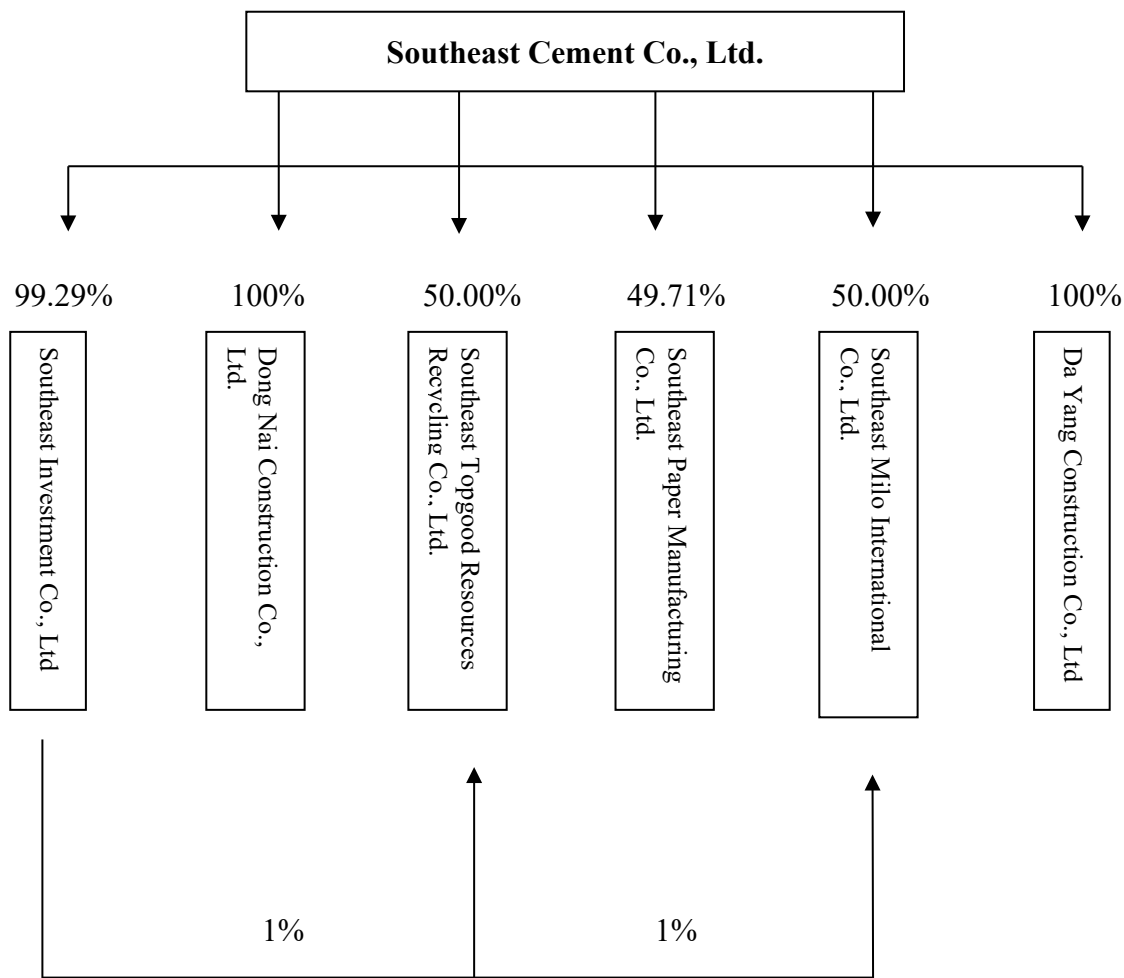 Southeast Cement Co., Ltd.
99.29%
100%
50.00%
49.71%
50.00%
100%
Southeast Investment Co., Ltd
Dong Nai Construction Co.,
Ltd.
Southeast Topgood Resources
Recycling Co., Ltd.
Southeast Paper Manufacturing
Co., Ltd.
Southeast Milo International
Co., Ltd.
Da Yang Construction Co., Ltd
1%
1%